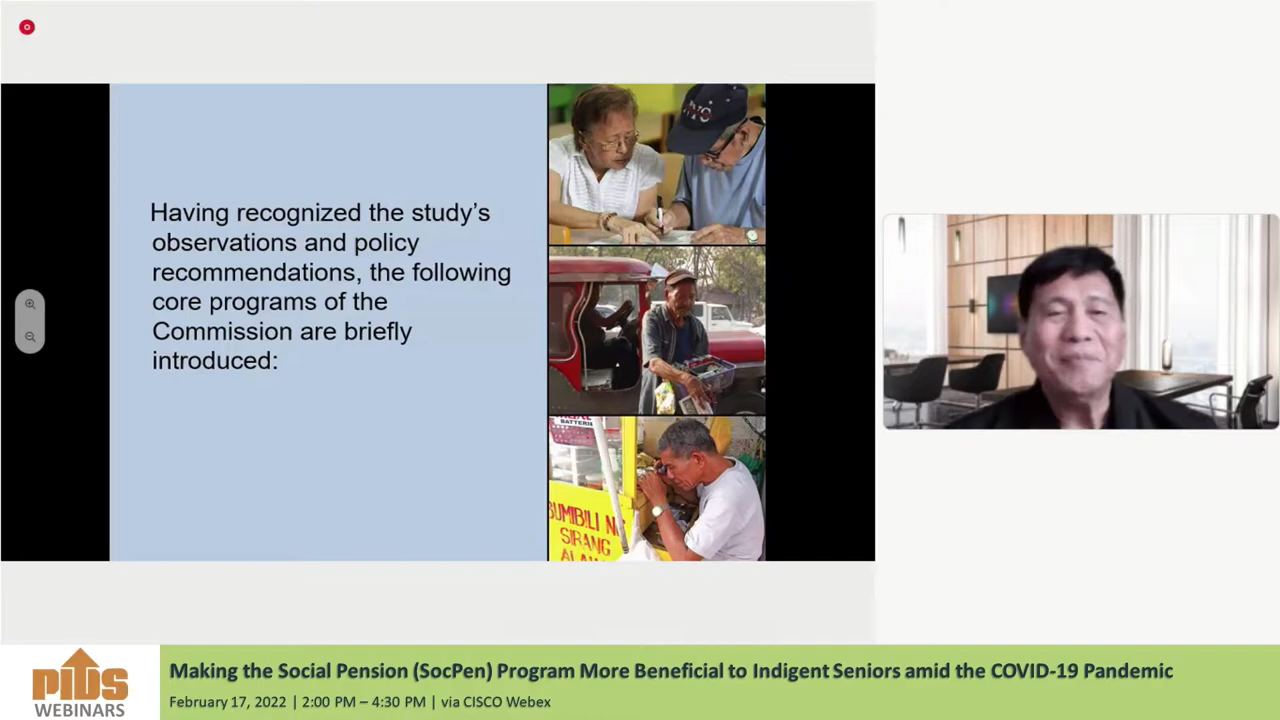 Having recognized the study's
observations and policy
recommendations, the following
core programs of the
Commission are briefly
introduced:
BATTERI
BUMIBILI N
SIRANG
PIDS
WEBINARS
Making the Social Pension (SocPen) Program More Beneficial to Indigent Seniors amid the COVID-19 Pandemic
February 17, 2022 | 2:00 PM – 4:30 PM | via CISCO Webex